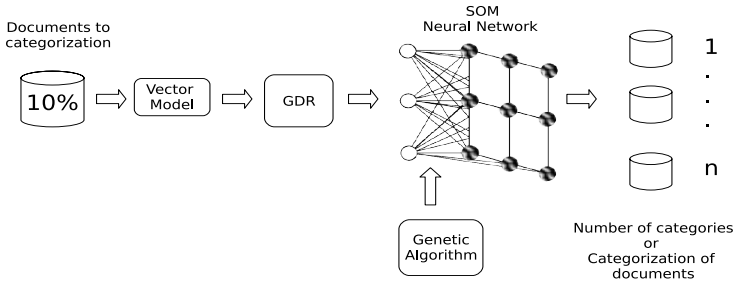 Documents to
categorization
10%
Vector
Model
GDR
SOM
Neural Network
Genetic
Algorithm
1
.
.
.
n
Number of categories
or
Categorization of
documents